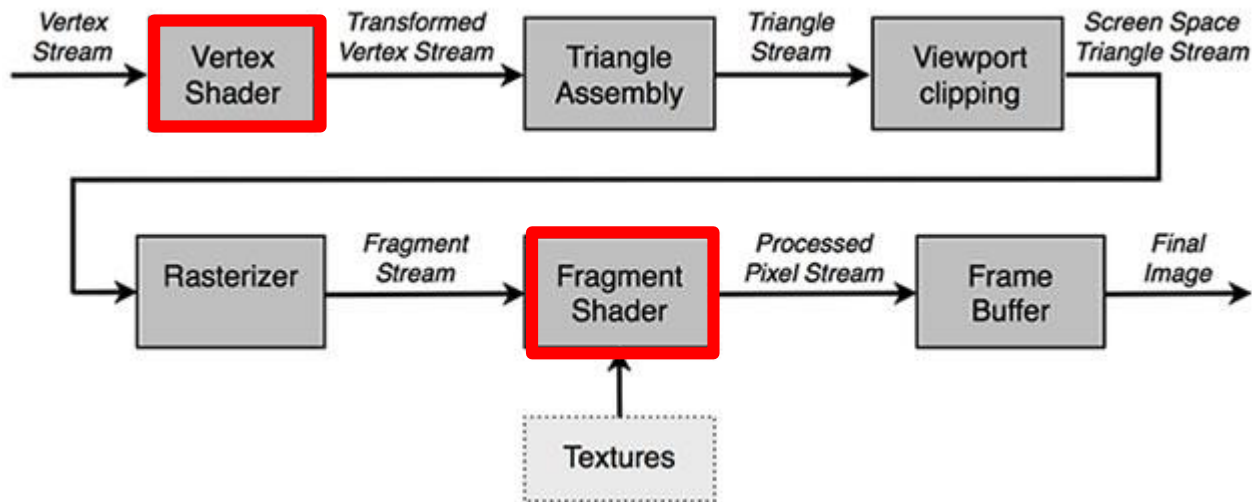 Vertex
Stream
Vertex
Shader
Transformed
Vertex Stream
Triangle
Assembly
Triangle
Stream
Viewport
clipping
Screen Space
Triangle Stream
Rasterizer
Fragment
Stream
Fragment
Shader
Processed
Pixel Stream
Frame
Buffer
Final
Image
Textures